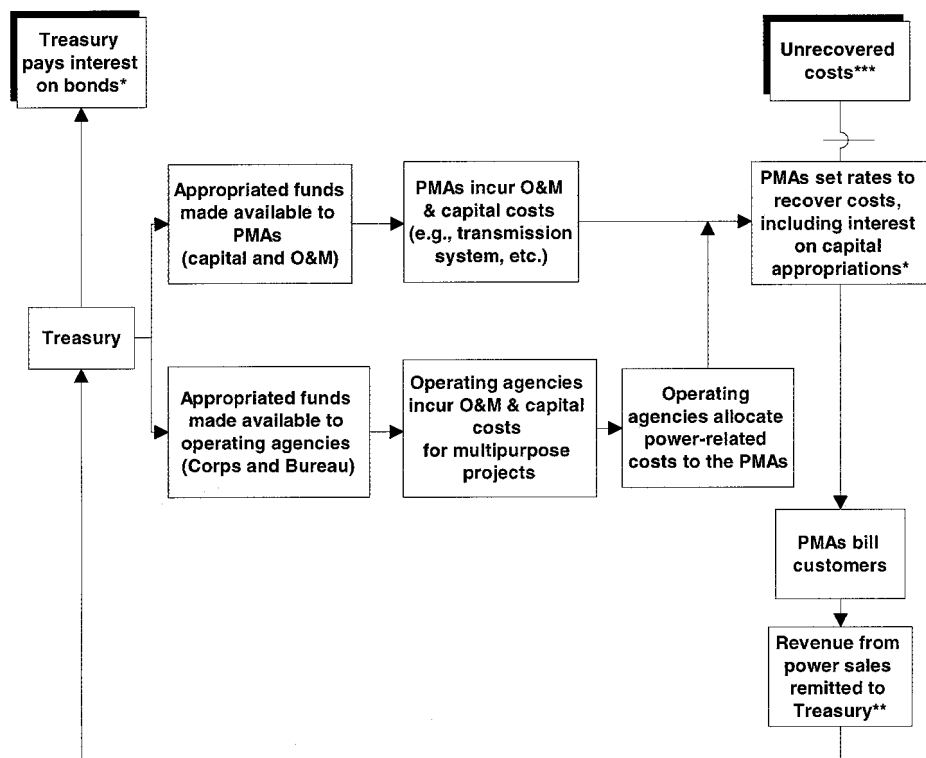 Treasury
pays interest
on bonds*
Unrecovered
costs***
Appropriated funds
made available to
PMAs
(capital and O&M)
PMAs incur O&M
& capital costs
(e.g., transmission
system, etc.)
PMAs set rates to
recover costs,
including interest
on capital
appropriations*
Treasury
Appropriated funds
made available to
operating agencies
(Corps and Bureau)
Operating agencies
incur O&M & capital
costs
for multipurpose
projects
Operating
agencies allocate
power-related
costs to the PMAs
PMAs bill
customers
Revenue from
power sales
remitted to
Treasury**